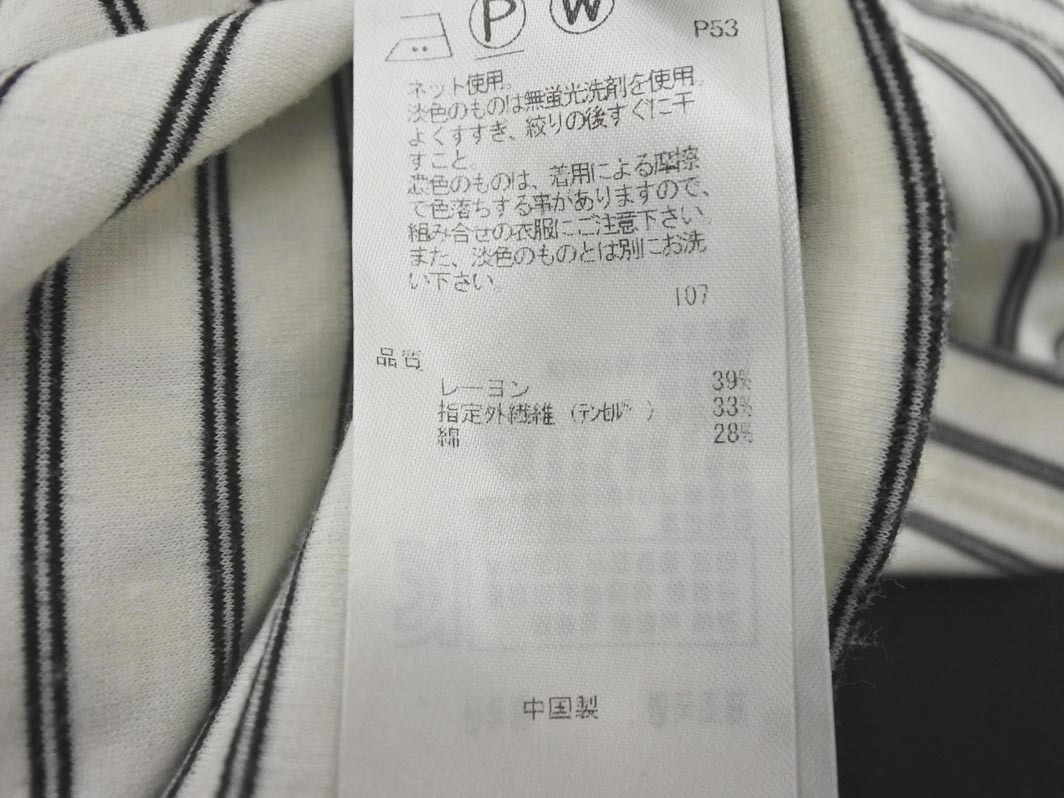 P W P53
ネット使用。
淡色のものは無蛍光洗剤を使用。
よくすすぎ、絞りの後すぐに干
すこと。
濃色のものは、着用による摩擦
で色落ちする事がありますので、
組み合せの衣服にご注意下さい。
また、淡色のものとは別にお洗
い下さい。
107
品質
レーヨン 39%
指定外繊維 (テンセル) 33%
綿 28%
中国製